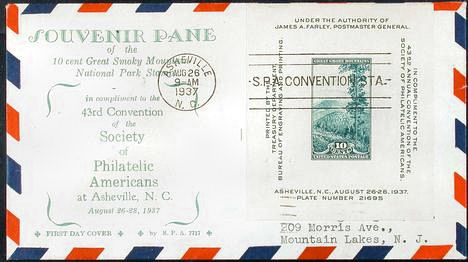 SOUVENIR PANE
of the
10 cent Great Smoky Mountains
National Park Stamp
in compliment to the
43rd Convention
of the
Society
of
Philatelic
Americans
at Asheville, N. C.
August 26-28, 1937
FIRST DAY COVER by S. P. A. 7117
ASHEVILLE
AUG 26
9-AM
1937
N. C.
-S.P.A. CONVENTION STA.-
UNDER THE AUTHORITY OF
JAMES A. FARLEY, POSTMASTER GENERAL.
PRINTED BY THE
TREASURY DEPARTMENT,
BUREAU OF ENGRAVING AND PRINTING.
GREAT SMOKY MOUNTAINS
10
CENTS
UNITED STATES POSTAGE
IN COMPLIMENT TO THE
43RD ANNUAL CONVENTION OF THE
SOCIETY OF PHILATELIC AMERICANS.
ASHEVILLE, N.C., AUGUST 26-28, 1937.
PLATE NUMBER 21695
209 Morris Ave.,
Mountain Lakes, N. J.